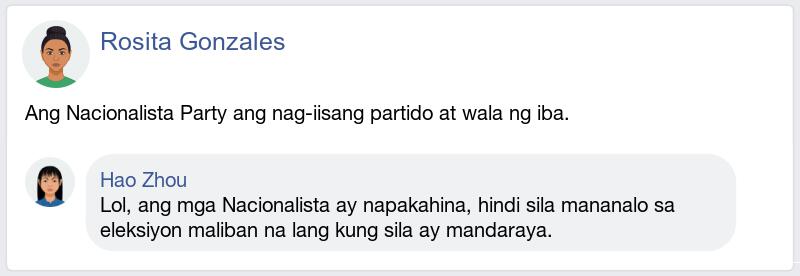 Rosita Gonzales
Ang Nacionalista Party ang nag-iisang partido at wala ng iba.
Hao Zhou
Lol, ang mga Nacionalista ay napakahina, hindi sila mananalo sa
eleksiyon maliban na lang kung sila ay mandaraya.